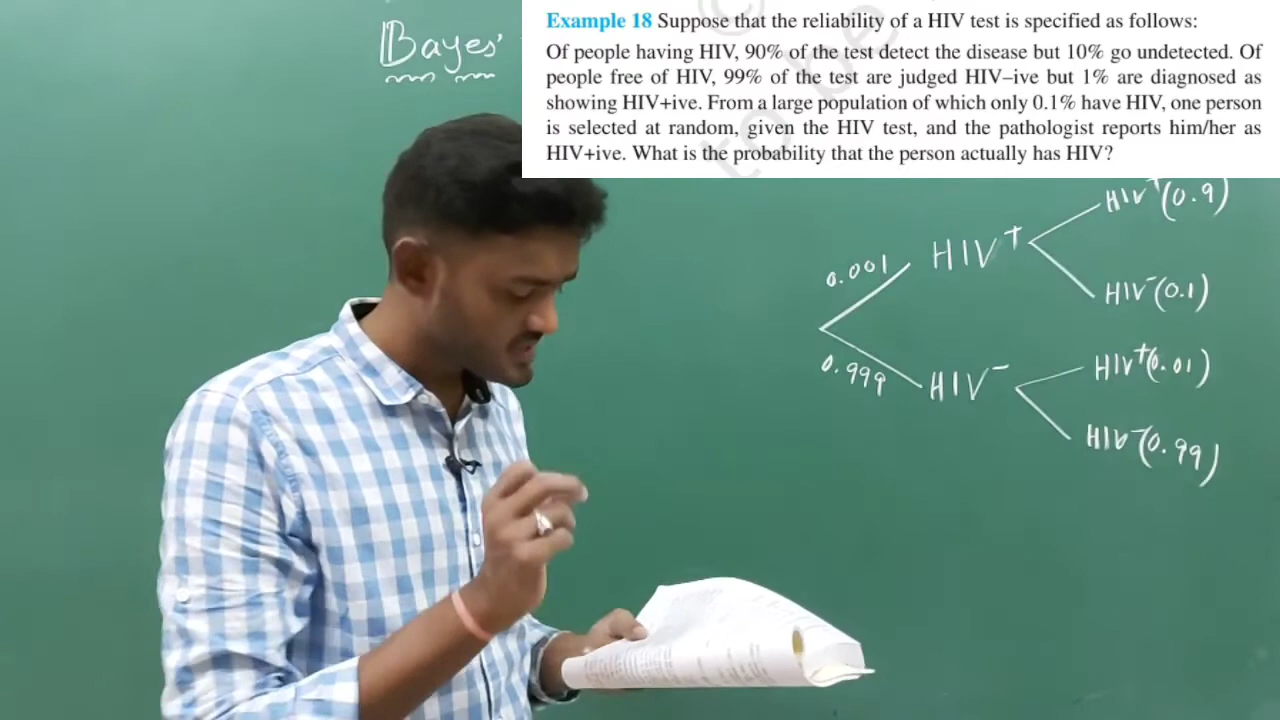 Bayes'
Example 18 Suppose that the reliability of a HIV test is specified as follows:
Of people having HIV, 90% of the test detect the disease but 10% go undetected. Of
people free of HIV, 99% of the test are judged HIV–ive but 1% are diagnosed as
showing HIV+ive. From a large population of which only 0.1% have HIV, one person
is selected at random, given the HIV test, and the pathologist reports him/her as
HIV+ive. What is the probability that the person actually has HIV?
to be
HIV⁺(0.9)
0.001 HIV⁺
HIV⁻(0.1)
0.999 HIV⁻
HIV⁺(0.01)
HIV⁻(0.99)